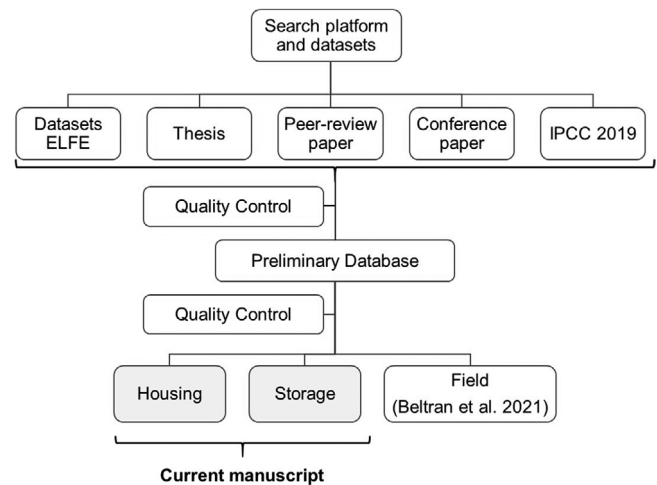 Search platform
and datasets
Datasets
ELFE
Thesis
Peer-review
paper
Conference
paper
IPCC 2019
Quality Control
Preliminary Database
Quality Control
Housing
Storage
Field
(Beltran et al. 2021)
Current manuscript